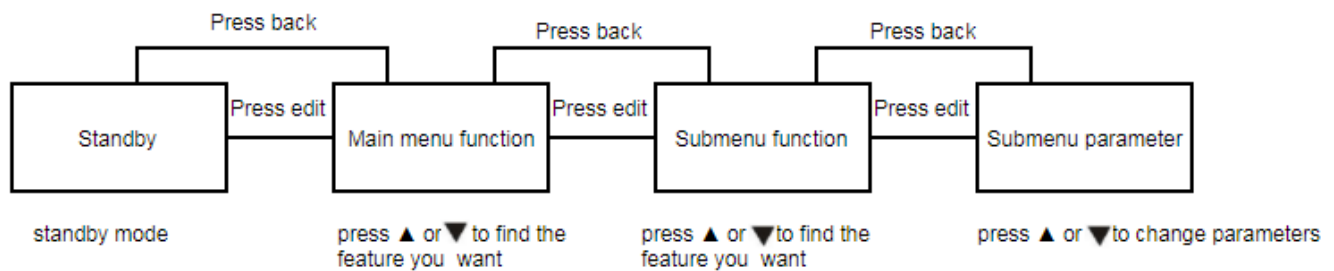 Press back
Press back
Press back
Press edit
Press edit
Press edit
Standby
Main menu function
Submenu function
Submenu parameter
standby mode
press ▲ or ▼ to find the
feature you want
press ▲ or ▼ to find the
feature you want
press ▲ or ▼ to change parameters